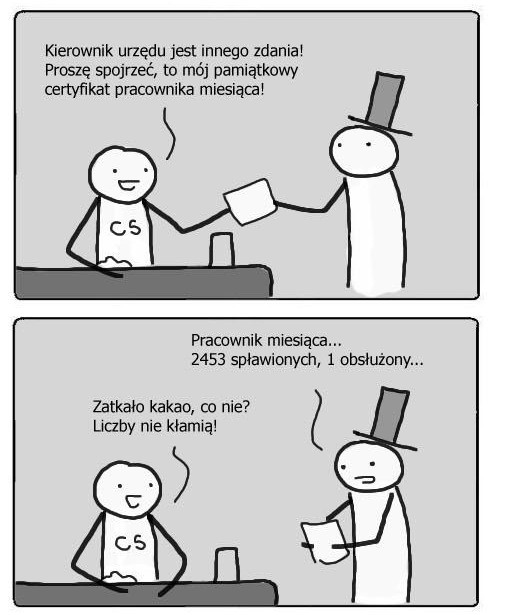 Kierownik urzędu jest innego zdania!
Proszę spojrzeć, to mój pamiątkowy
certyfikat pracownika miesiąca!
CS
Pracownik miesiąca...
2453 spławionych, 1 obsłużony...
Zatkało kakao, co nie?
Liczby nie kłamią!
CS